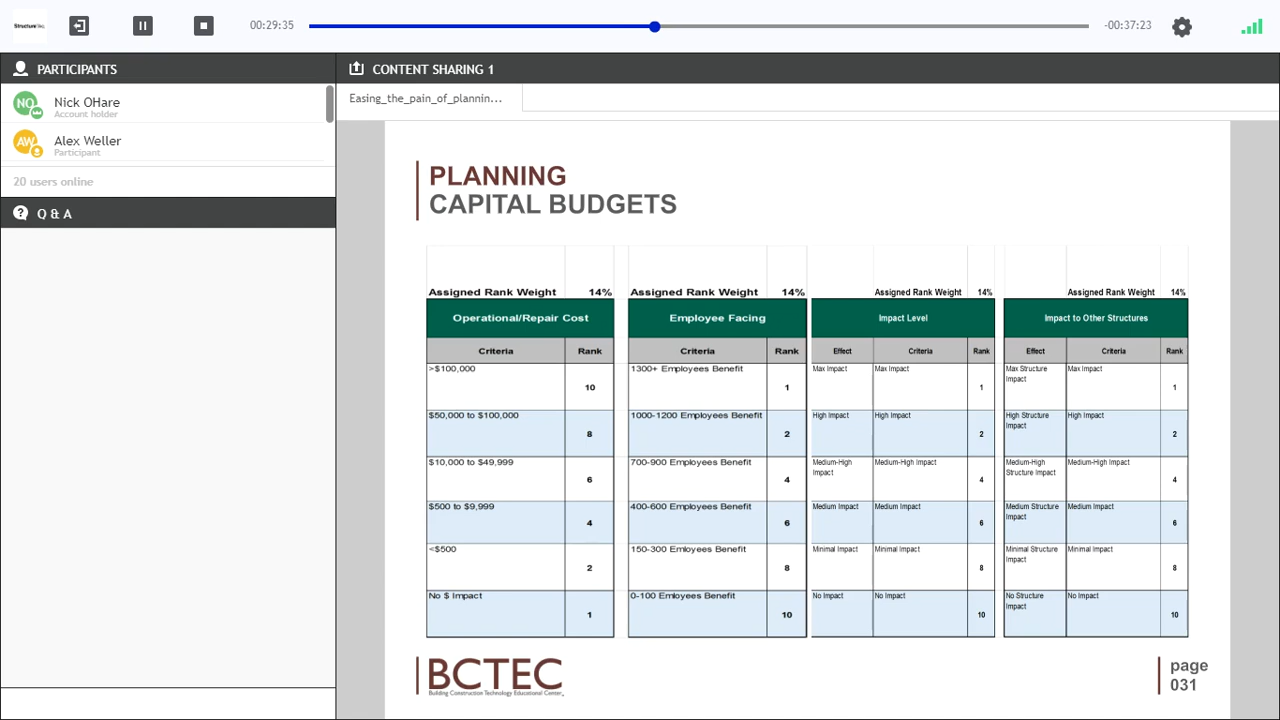 StructureTec
00:29:35
-00:37:23
PARTICIPANTS
NO
Nick OHare
Account holder
AW
Alex Weller
Participant
20 users online
Q & A
CONTENT SHARING 1
Easing_the_pain_of_plannin...
PLANNING
CAPITAL BUDGETS
Assigned Rank Weight 14%
Operational/Repair Cost
Criteria Rank
>$100,000 10
$50,000 to $100,000 8
$10,000 to $49,999 6
$500 to $9,999 4
<$500 2
No $ Impact 1
Assigned Rank Weight 14%
Employee Facing
Criteria Rank
1300+ Employees Benefit 1
1000-1200 Employees Benefit 2
700-900 Employees Benefit 4
400-600 Employees Benefit 6
150-300 Emloyees Benefit 8
0-100 Emloyees Benefit 10
Assigned Rank Weight 14%
Impact Level
Effect Criteria Rank
Max Impact Max Impact 1
High Impact High Impact 2
Medium-High Impact Medium-High Impact 4
Medium Impact Medium Impact 6
Minimal Impact Minimal Impact 8
No Impact No Impact 10
Assigned Rank Weight 14%
Impact to Other Structures
Effect Criteria Rank
Max Structure Impact Max Impact 1
High Structure Impact High Impact 2
Medium-High Structure Impact Medium-High Impact 4
Medium Structure Impact Medium Impact 6
Minimal Structure Impact Minimal Impact 8
No Structure Impact No Impact 10
BCTEC
Building Construction Technology Educational Center
page
031